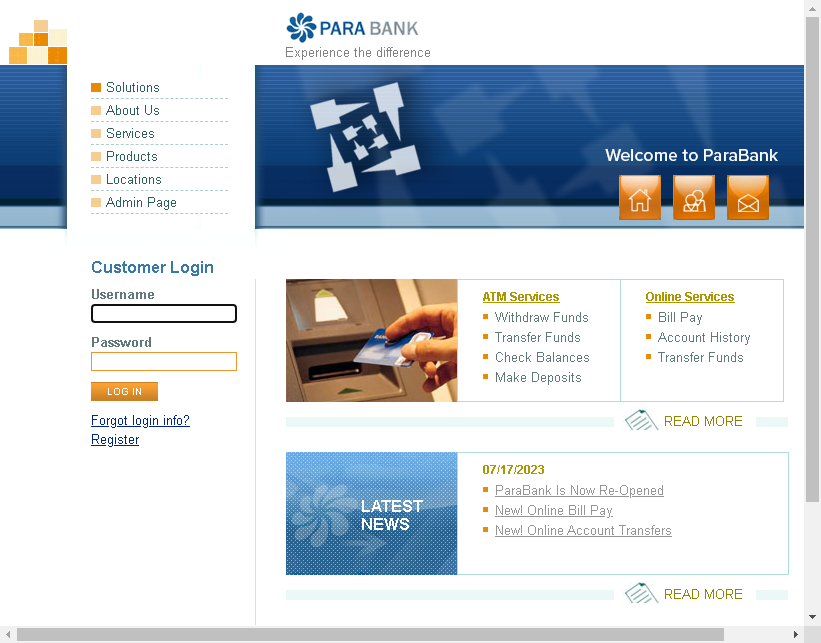 PARA BANK
Experience the difference
Solutions
About Us
Services
Products
Locations
Admin Page
Welcome to ParaBank
Customer Login
Username
Password
LOG IN
Forgot login info?
Register
ATM Services
Withdraw Funds
Transfer Funds
Check Balances
Make Deposits
Online Services
Bill Pay
Account History
Transfer Funds
READ MORE
LATEST
NEWS
07/17/2023
ParaBank Is Now Re-Opened
New! Online Bill Pay
New! Online Account Transfers
READ MORE